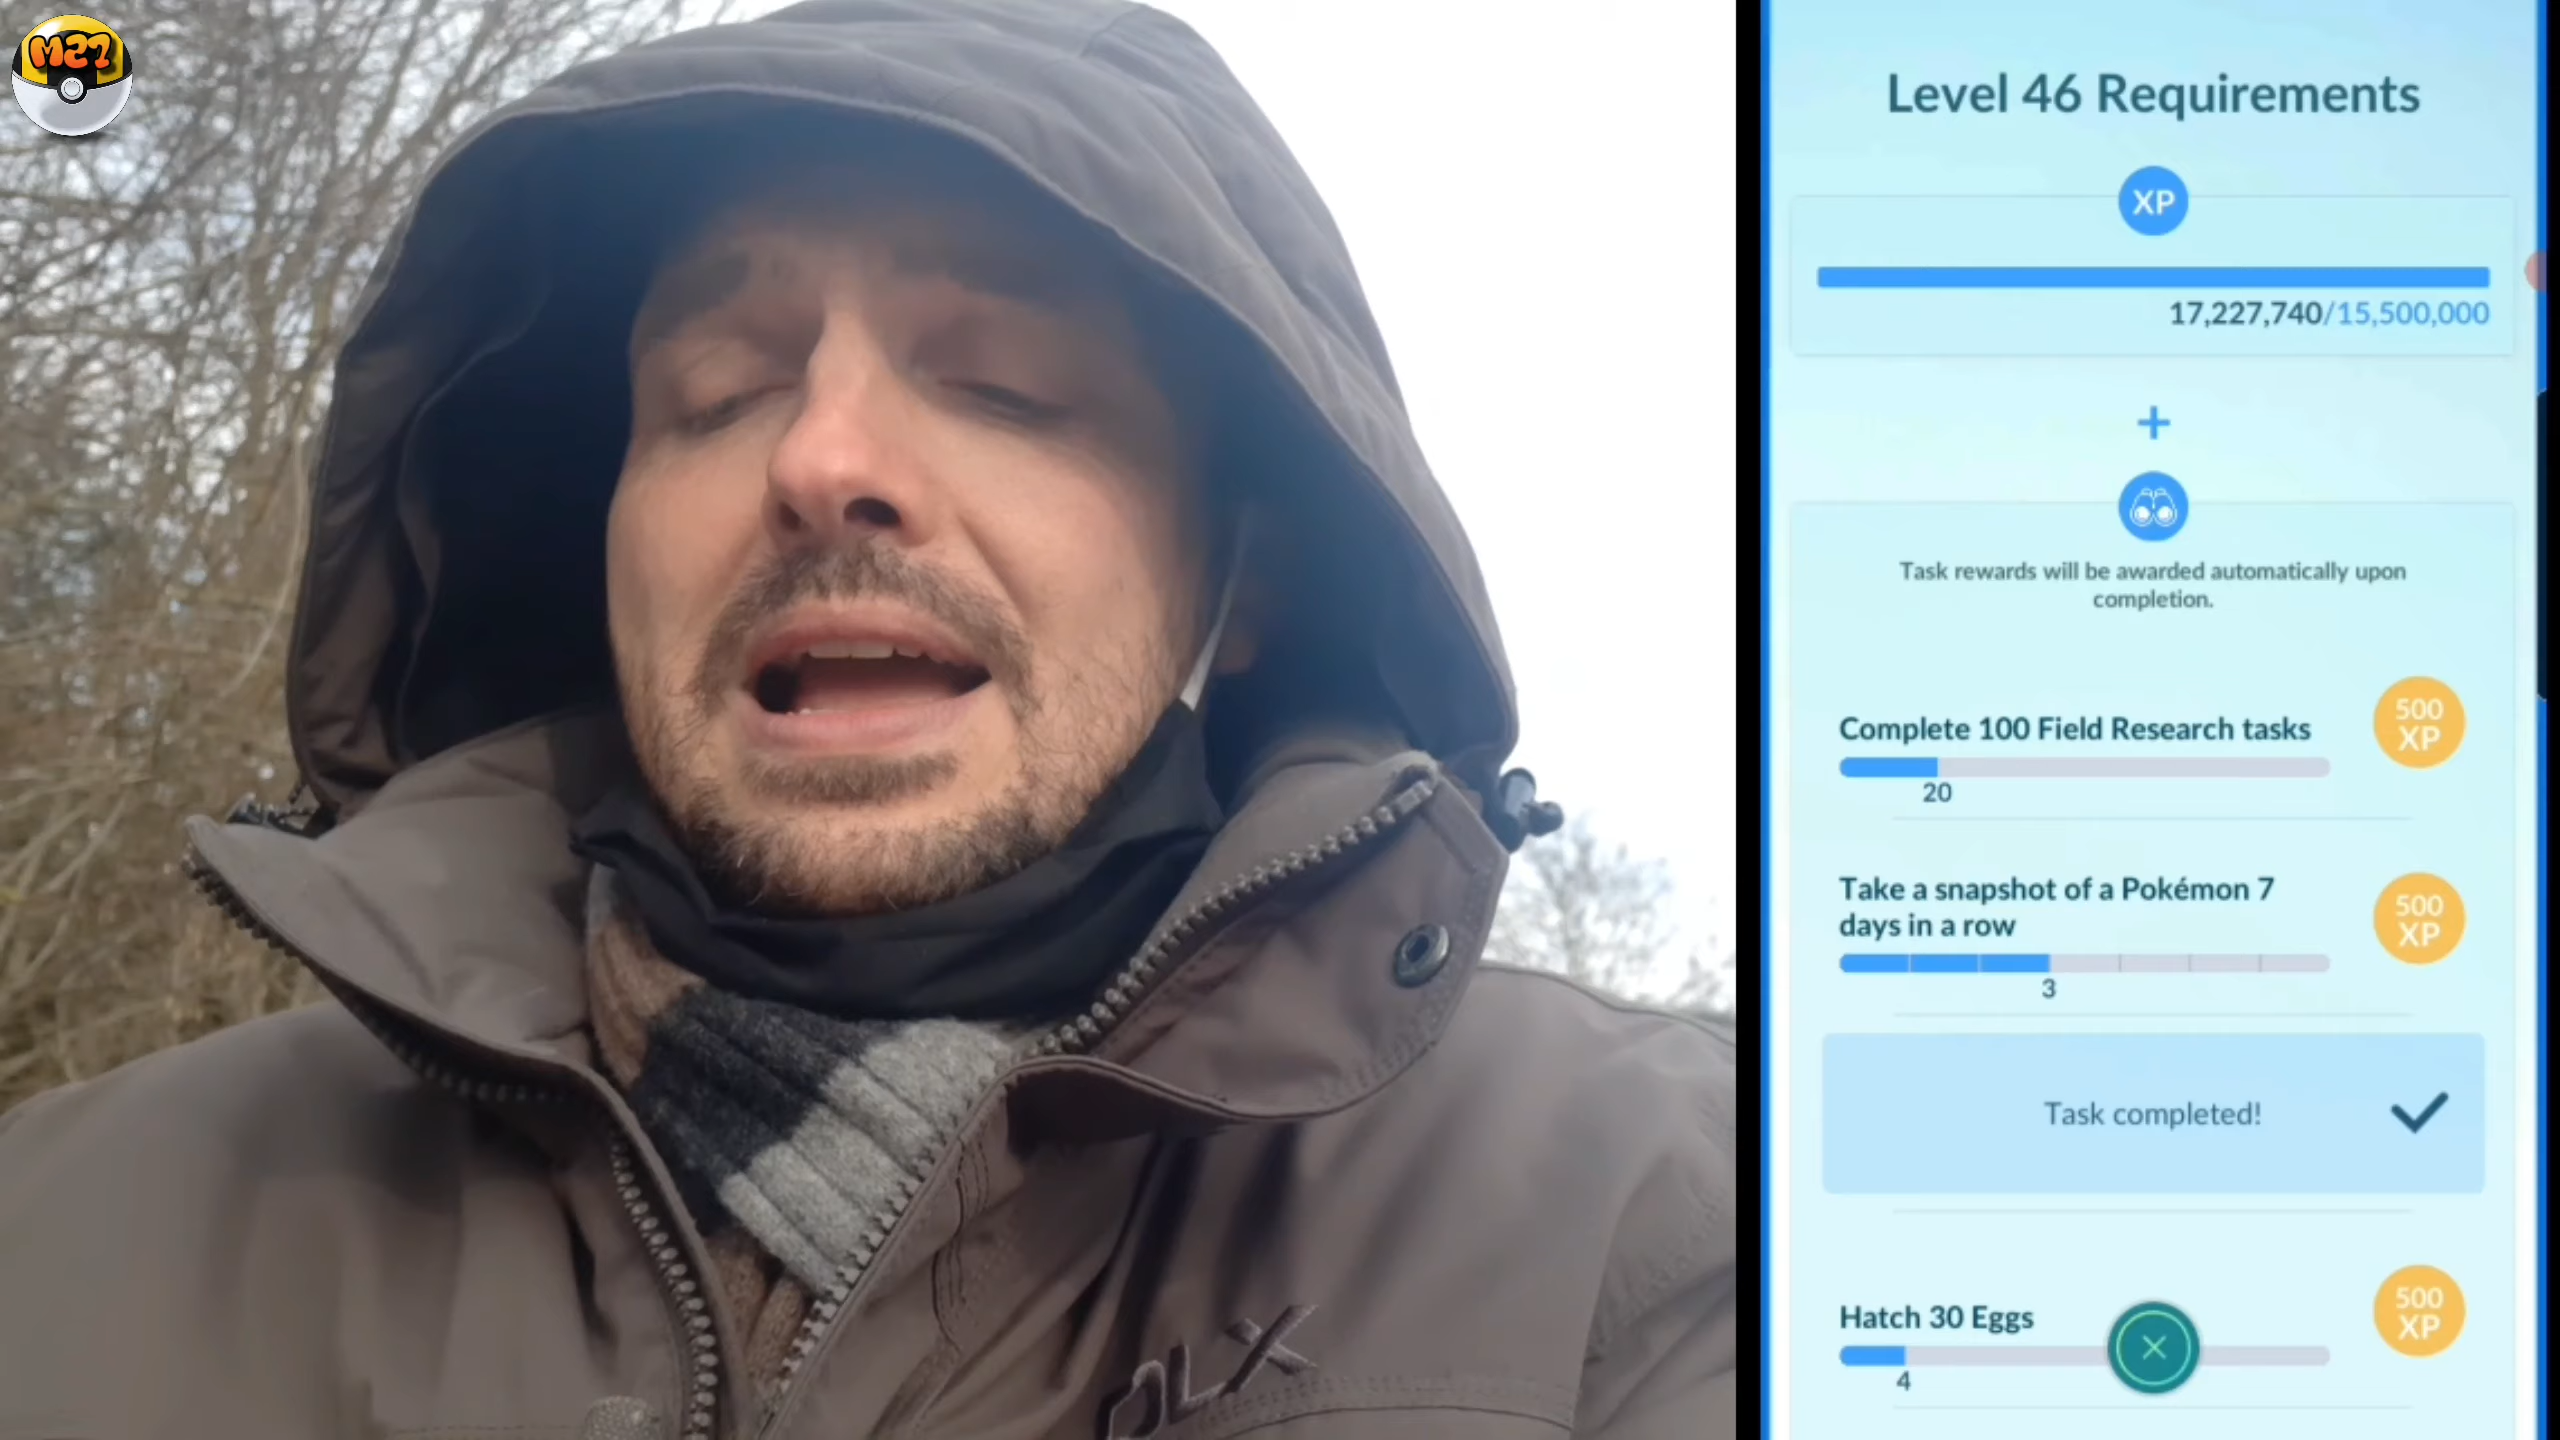 M27
Level 46 Requirements
XP
17,227,740/15,500,000
+
Task rewards will be awarded automatically upon
completion.
Complete 100 Field Research tasks
500
XP
20
Take a snapshot of a Pokémon 7
days in a row
500
XP
3
Task completed!
Hatch 30 Eggs
500
XP
4
DLX